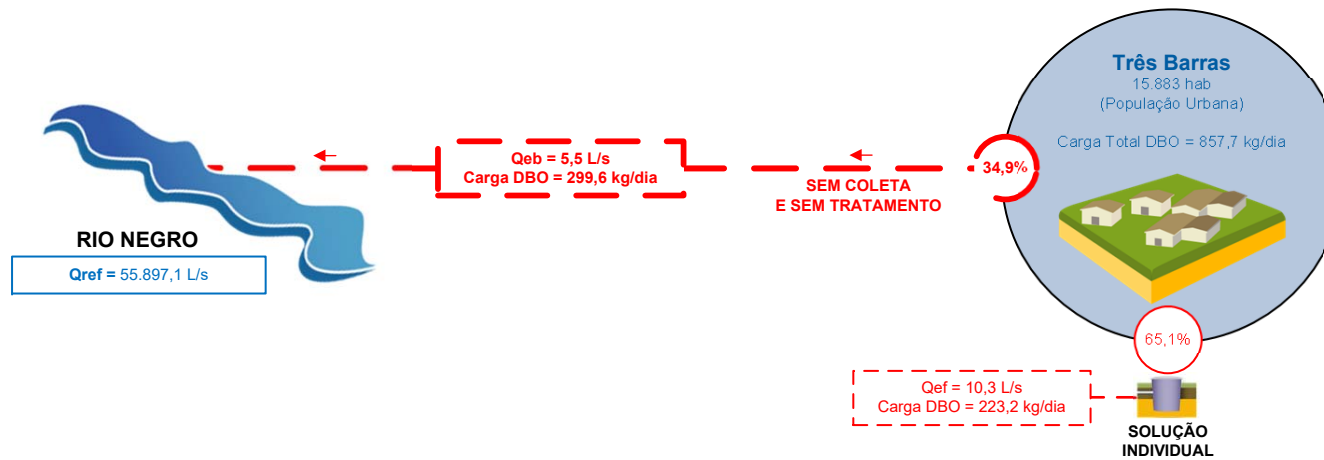 Três Barras
15.883 hab
(População Urbana)
Carga Total DBO = 857,7 kg/dia
34,9%
SEM COLETA
E SEM TRATAMENTO
Qeb = 5,5 L/s
Carga DBO = 299,6 kg/dia
RIO NEGRO
Qref = 55.897,1 L/s
65,1%
Qef = 10,3 L/s
Carga DBO = 223,2 kg/dia
SOLUÇÃO
INDIVIDUAL